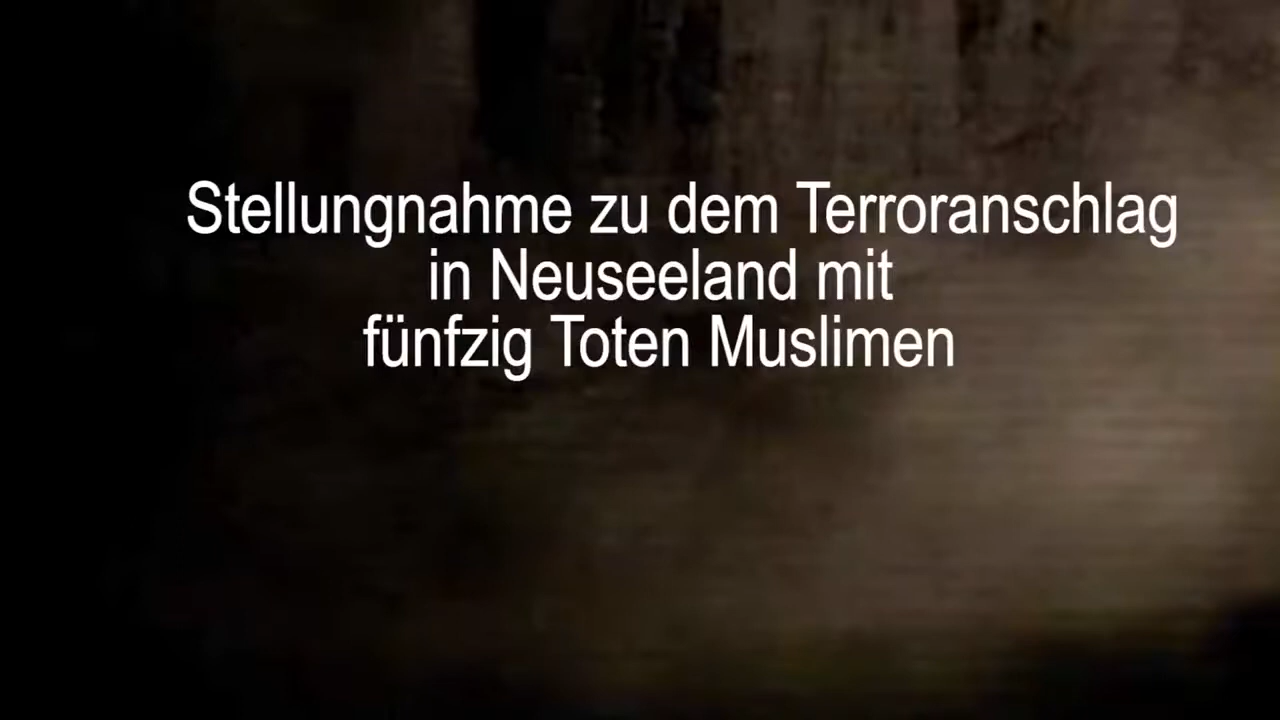 Stellungnahme zu dem Terroranschlag
in Neuseeland mit
fünfzig Toten Muslimen